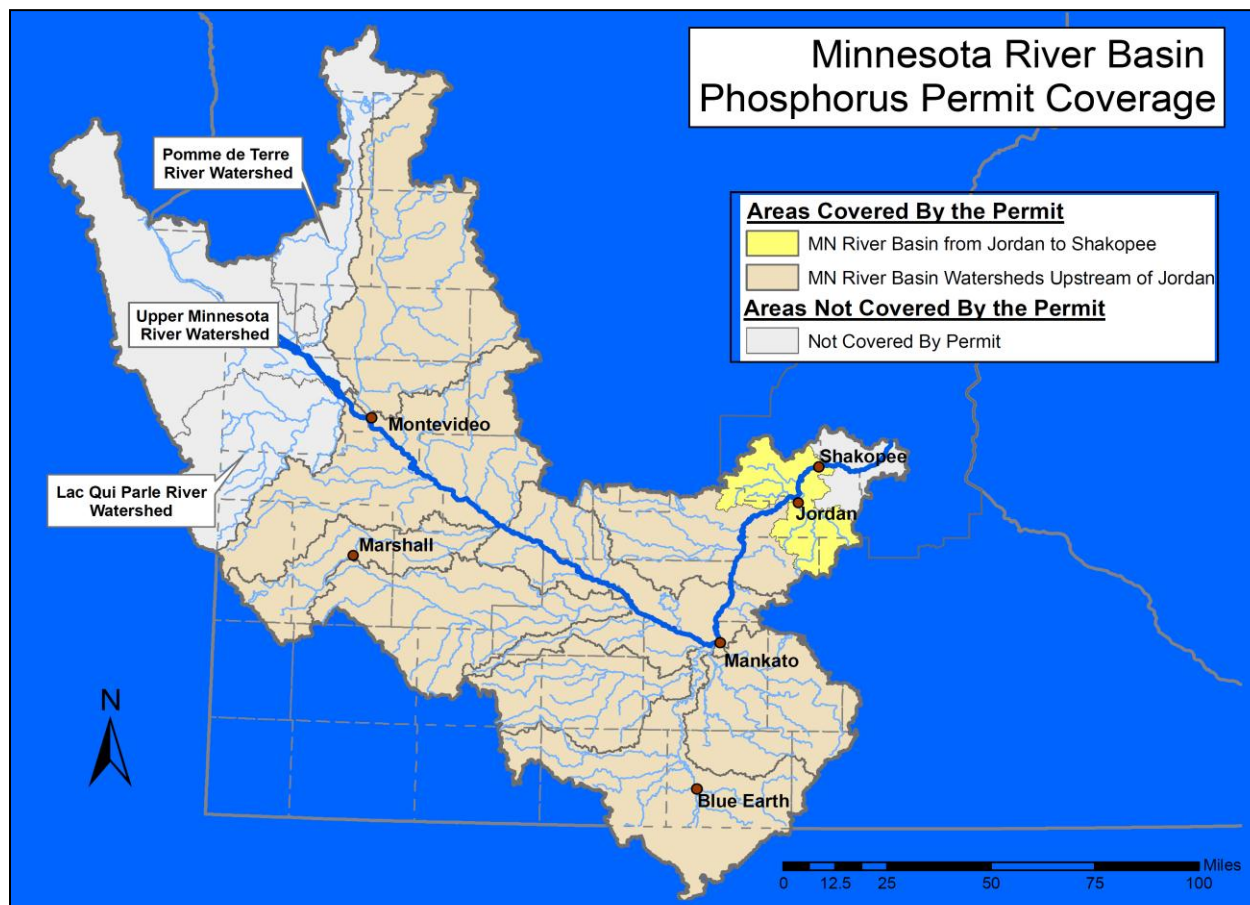 Minnesota River Basin
Phosphorus Permit Coverage
Pomme de Terre
River Watershed
Areas Covered By the Permit
MN River Basin from Jordan to Shakopee
MN River Basin Watersheds Upstream of Jordan
Areas Not Covered By the Permit
Not Covered By Permit
Upper Minnesota
River Watershed
Montevideo
Shakopee
Lac Qui Parle River
Watershed
Jordan
Marshall
Mankato
N
Blue Earth
Miles
0 12.5 25 50 75 100